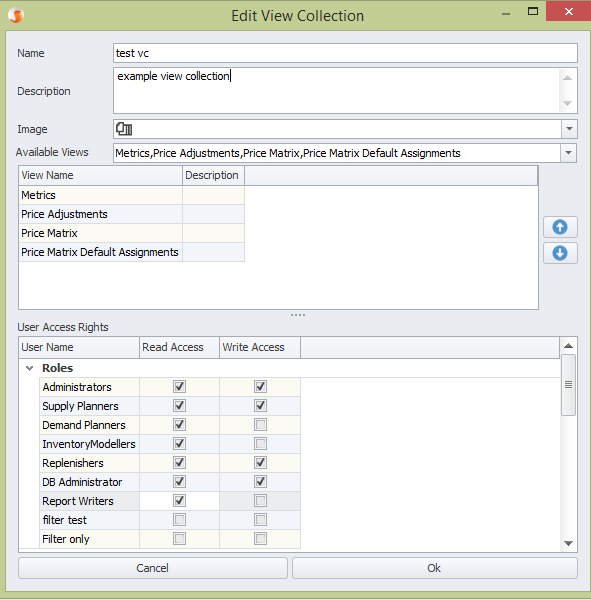 Edit View Collection
Name test vc
Description example view collection
Image
Available Views Metrics,Price Adjustments,Price Matrix,Price Matrix Default Assignments
View Name Description
Metrics
Price Adjustments
Price Matrix
Price Matrix Default Assignments
User Access Rights
User Name Read Access Write Access
Roles
Administrators
Supply Planners
Demand Planners
InventoryModellers
Replenishers
DB Administrator
Report Writers
filter test
Filter only
Cancel Ok